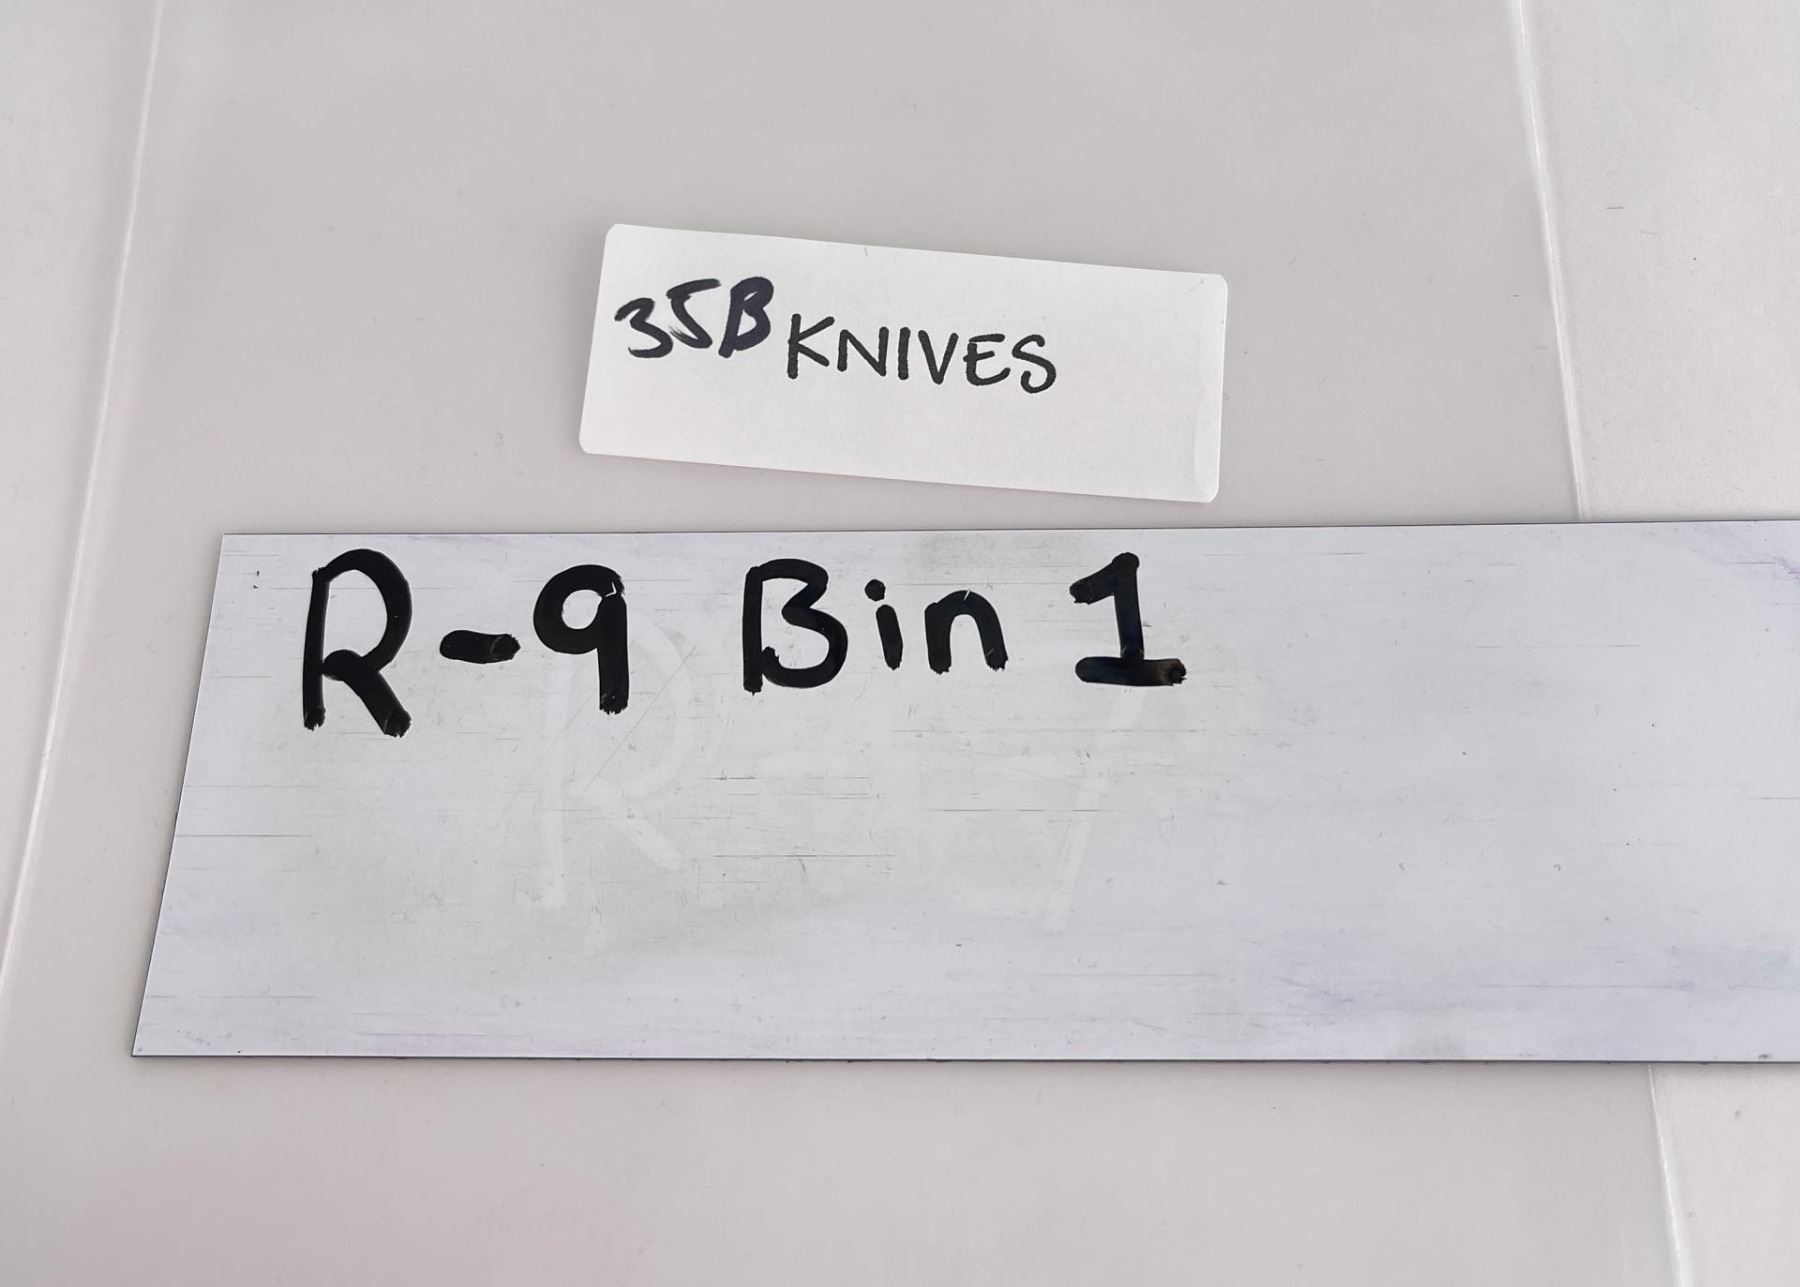 35B KNIVES
R-9 Bin 1